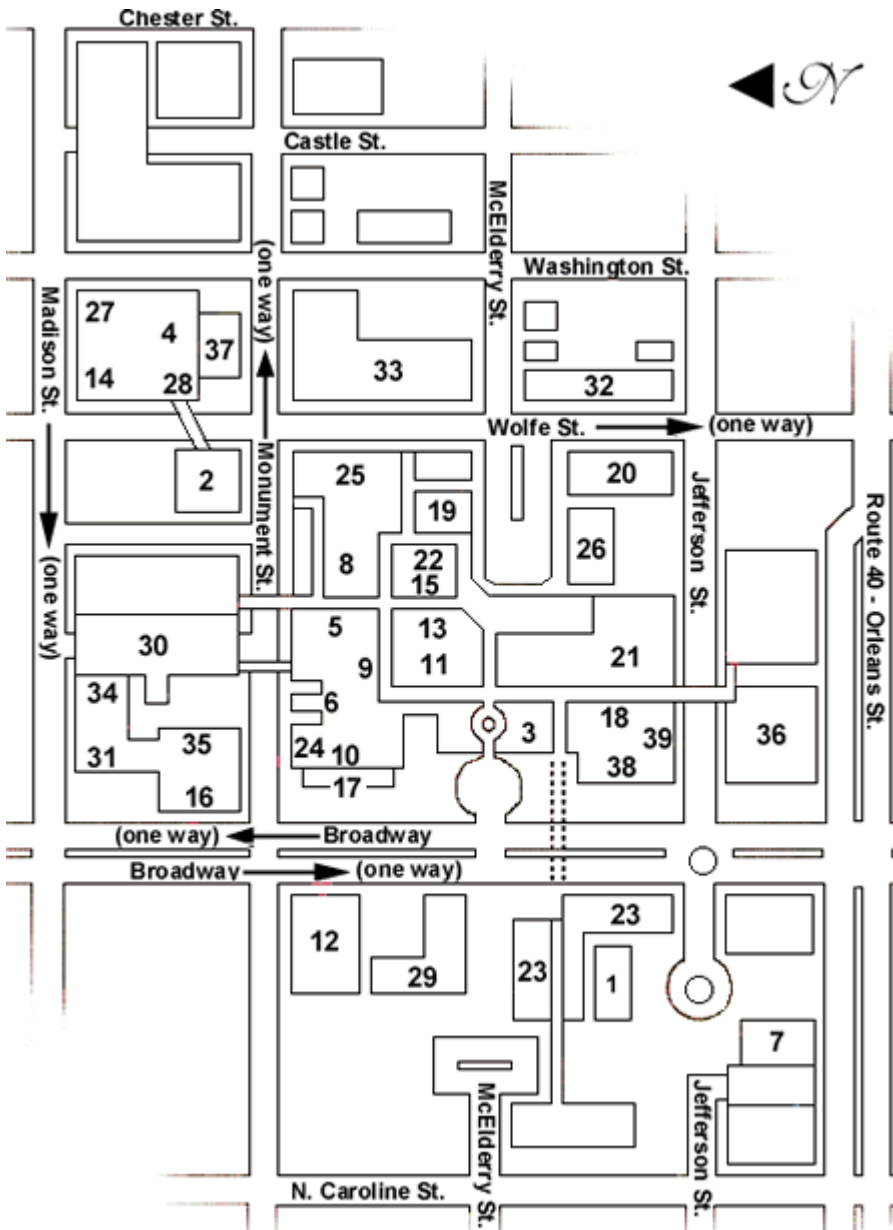 Chester St.
N
Castle St.
McElderry St.
(one way)
Washington St.
Madison St.
27
4
37
14
28
33
32
Wolfe St.
(one way)
Monument St.
2
25
20
Jefferson St.
Route 40 - Orleans St.
19
(one way)
8
22
15
26
30
5
13
9
11
21
34
6
18
39
36
3
35
24
10
38
31
16
17
(one way)
Broadway
Broadway
(one way)
12
29
23
23
1
7
McElderry St.
Jefferson St.
N. Caroline St.